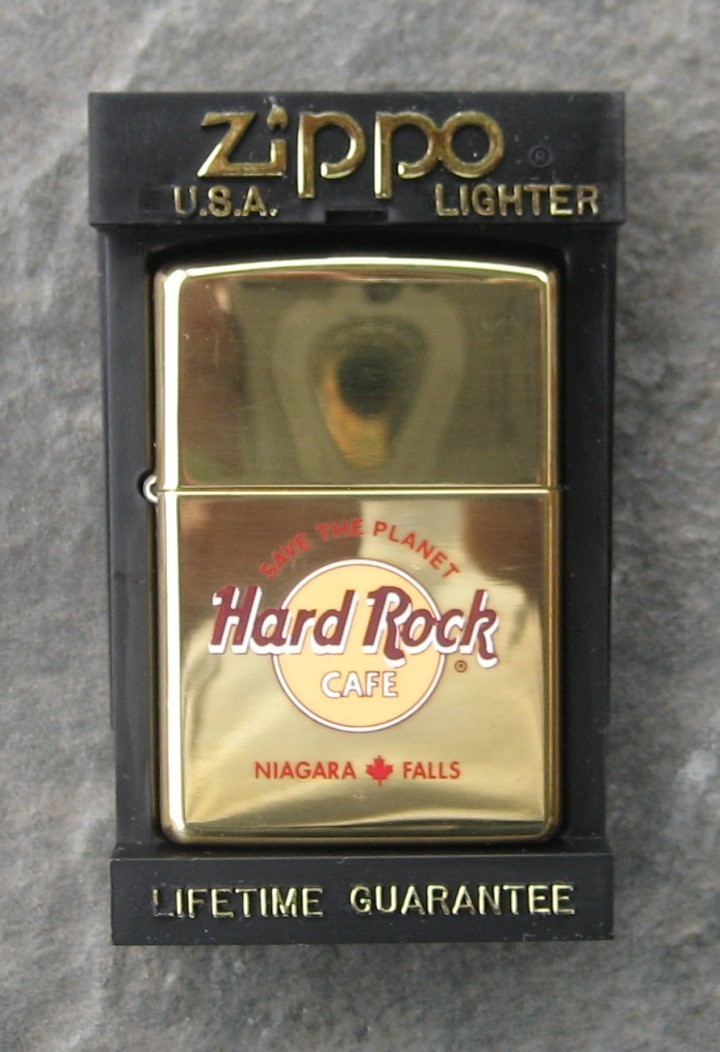 Zippo ®
U.S.A. LIGHTER
SAVE THE PLANET
Hard Rock
CAFE ®
NIAGARA FALLS
LIFETIME GUARANTEE